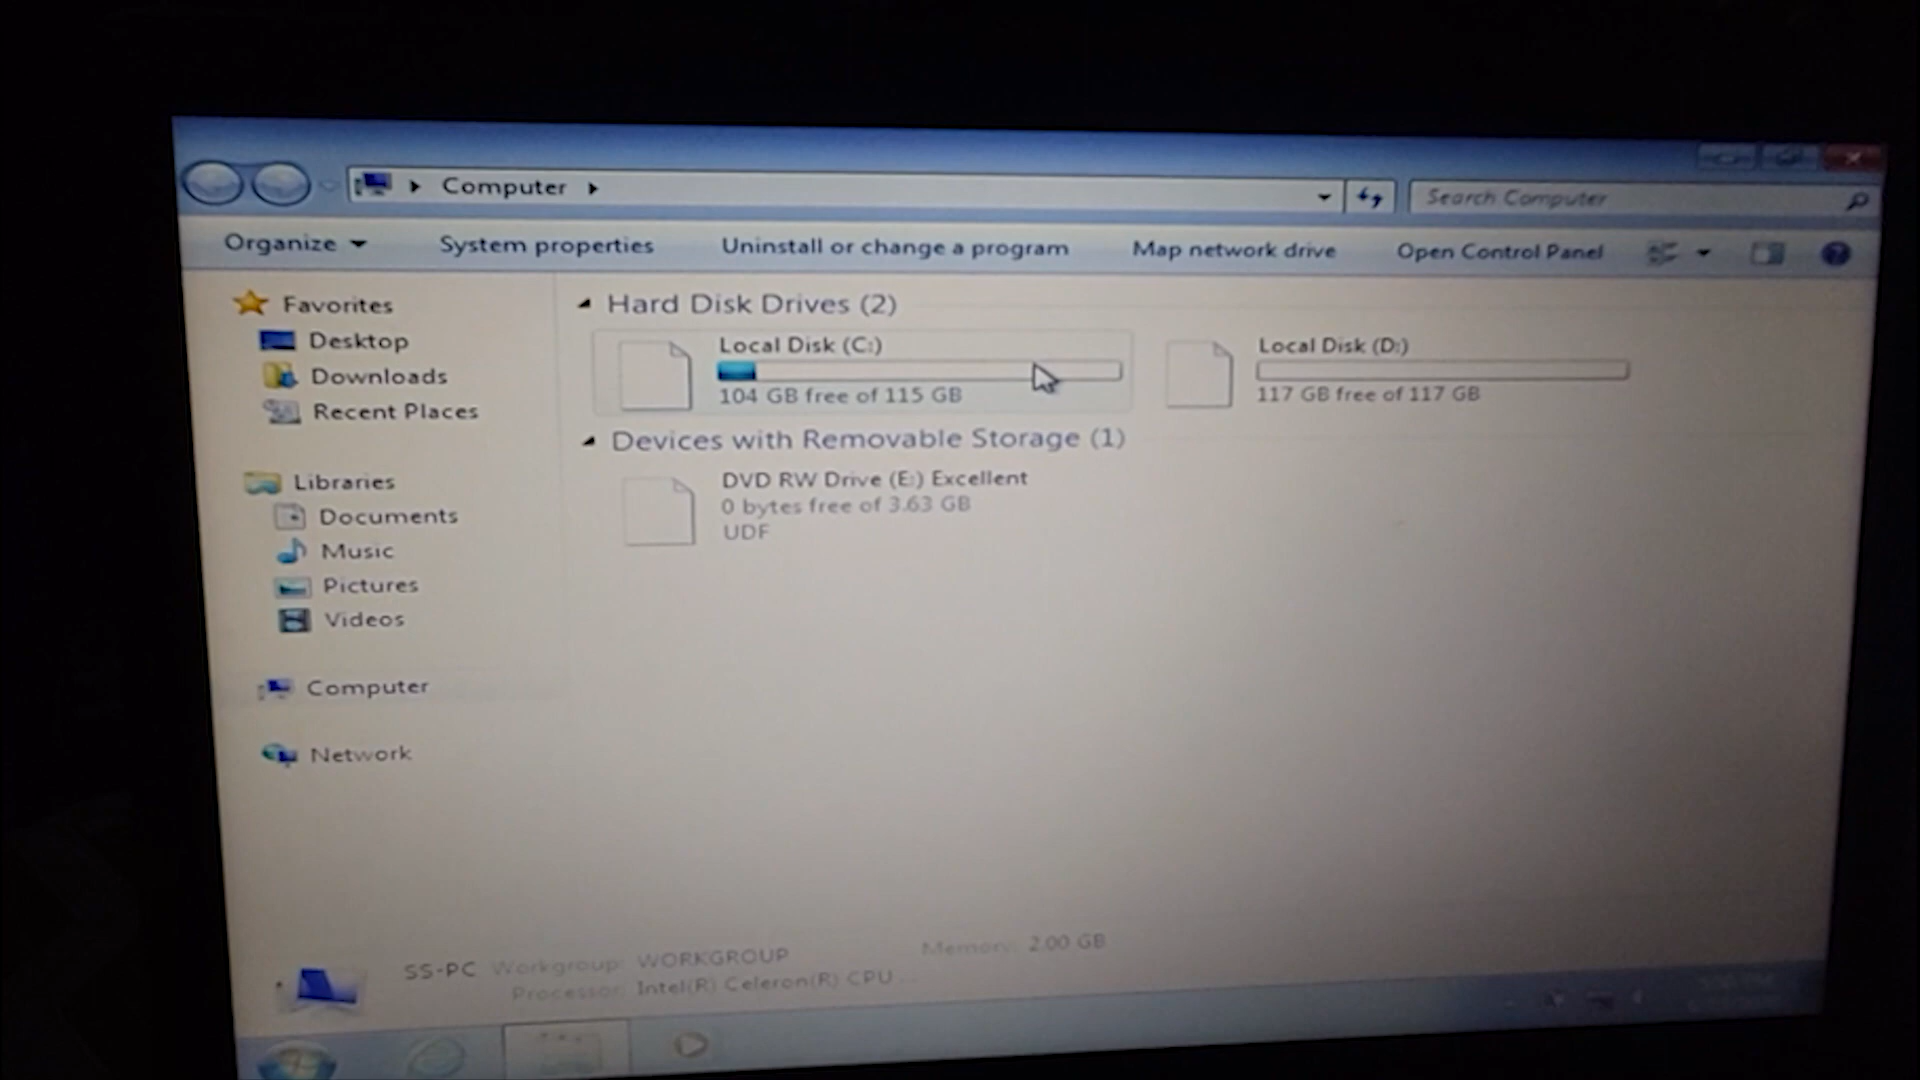 Computer
Search Computer
Organize
System properties
Uninstall or change a program
Map network drive
Open Control Panel
Favorites
Desktop
Downloads
Recent Places
Libraries
Documents
Music
Pictures
Videos
Computer
Network
Hard Disk Drives (2)
Local Disk (C:)
104 GB free of 115 GB
Local Disk (D:)
117 GB free of 117 GB
Devices with Removable Storage (1)
DVD RW Drive (E:) Excellent
0 bytes free of 3.63 GB
UDF
SS-PC Workgroup: WORKGROUP Memory: 2.00 GB
Processor: Intel(R) Celeron(R) CPU ...